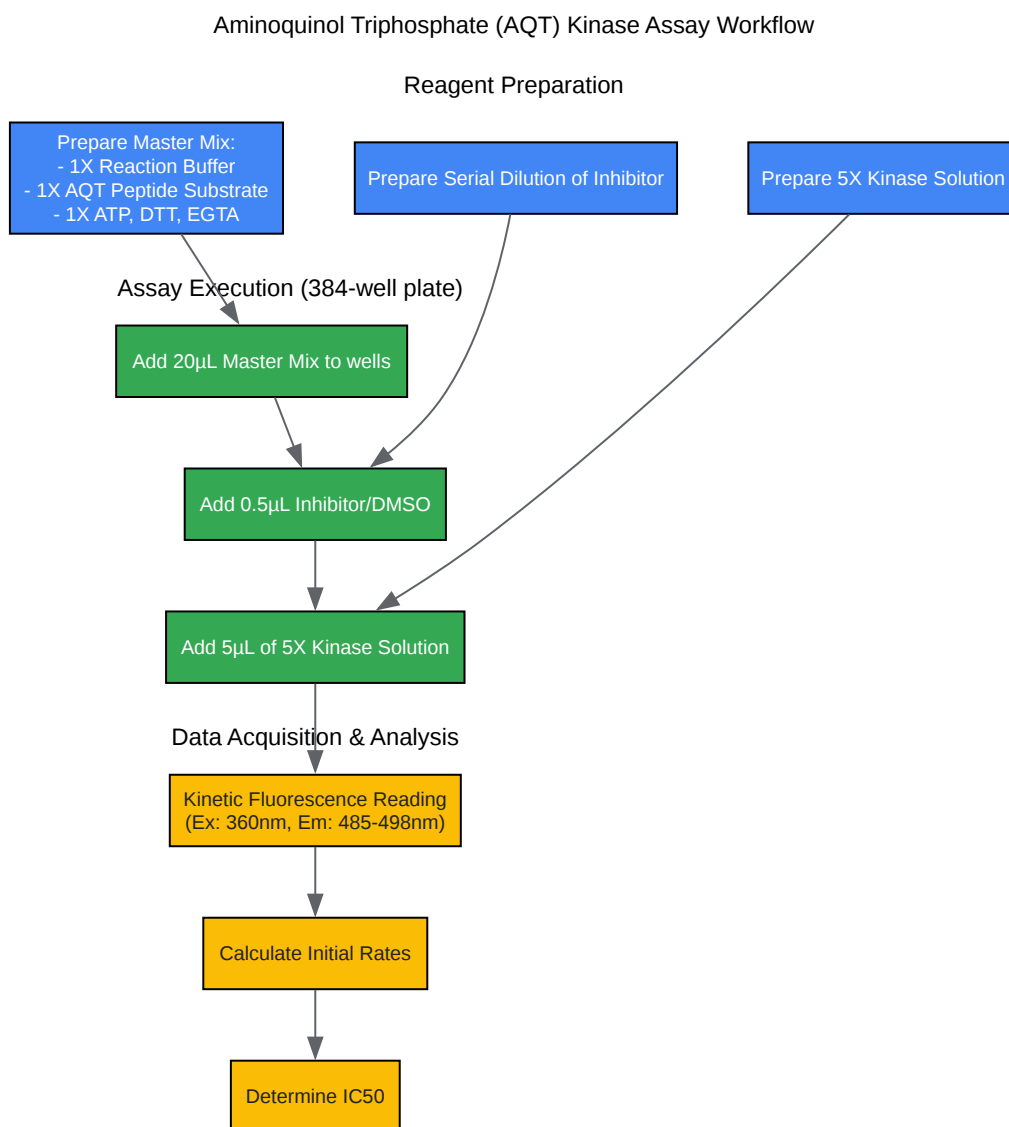 Aminoquinol Triphosphate (AQT) Kinase Assay Workflow
Reagent Preparation
Prepare Master Mix:
- 1X Reaction Buffer
- 1X AQT Peptide Substrate
- 1X ATP, DTT, EGTA
Prepare Serial Dilution of Inhibitor
Prepare 5X Kinase Solution
Assay Execution (384-well plate)
Add 20µL Master Mix to wells
Add 0.5µL Inhibitor/DMSO
Add 5µL of 5X Kinase Solution
Data Acquisition & Analysis
Kinetic Fluorescence Reading
(Ex: 360nm, Em: 485-498nm)
Calculate Initial Rates
Determine IC50